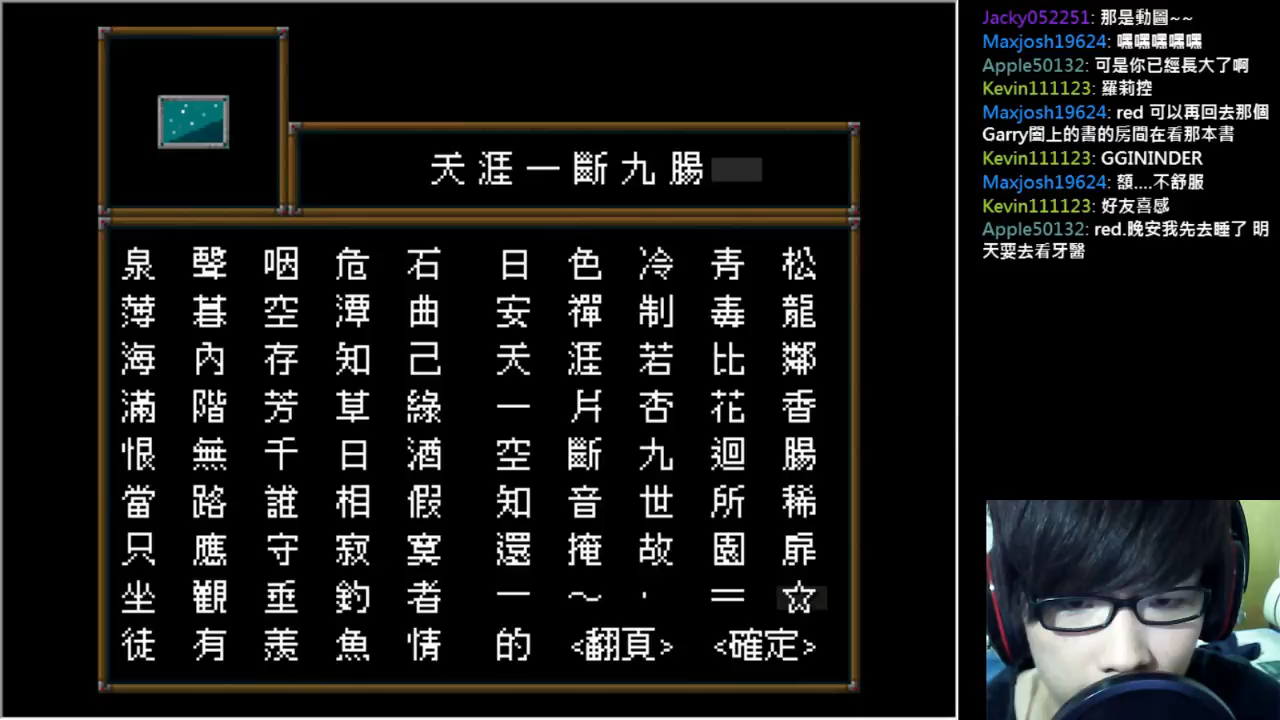 天涯一斷九腸
泉 聲 咽 危 石 日 色 冷 青 松
薄 暮 空 潭 曲 安 禪 制 毒 龍
海 內 存 知 己 天 涯 若 比 鄰
滿 階 芳 草 綠 一 片 杏 花 香
恨 無 千 日 酒 空 斷 九 迴 腸
當 路 誰 相 假 知 音 世 所 稀
只 應 守 寂 寞 還 掩 故 園 扉
坐 觀 垂 釣 者 一 ～ · ＝ ☆
徒 有 羨 魚 情 的 <翻頁> <確定>
Jacky052251: 那是動圖~~
Maxjosh19624: 嘿嘿嘿嘿嘿
Apple50132: 可是你已經長大了啊
Kevin111123: 羅莉控
Maxjosh19624: red 可以再回去那個
Garry闔上的書的房間在看那本書
Kevin111123: GGININDER
Maxjosh19624: 額....不舒服
Kevin111123: 好友喜感
Apple50132: red.晚安我先去睡了 明
天要去看牙醫